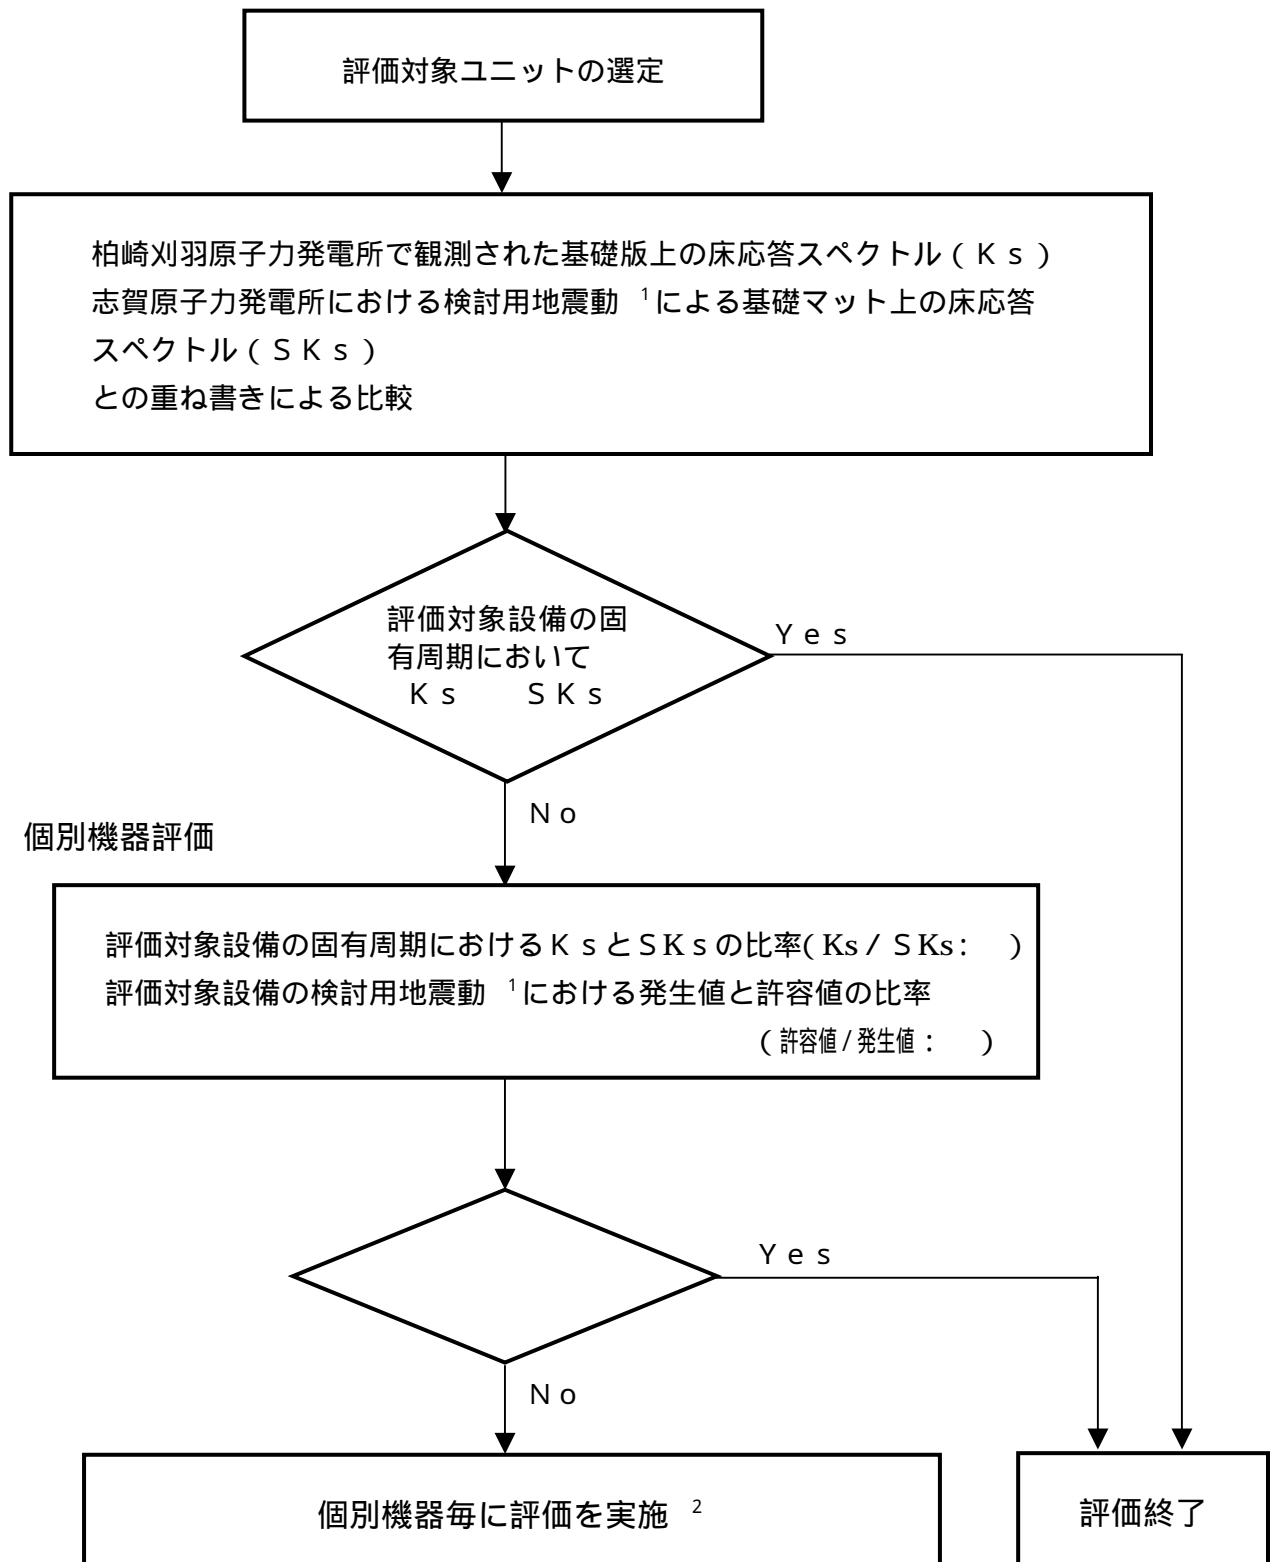 評価対象ユニットの選定
柏崎刈羽原子力発電所で観測された基礎版上の床応答スペクトル(Ks)
志賀原子力発電所における検討用地震動 1による基礎マット上の床応答
スペクトル(SKs)
との重ね書きによる比較
評価対象設備の固
有周期において
Ks SKs
Yes
No
個別機器評価
評価対象設備の固有周期におけるKsとSKsの比率(Ks/SKs: )
評価対象設備の検討用地震動 1における発生値と許容値の比率
(許容値/発生値: )
Yes
No
個別機器毎に評価を実施 2
評価終了